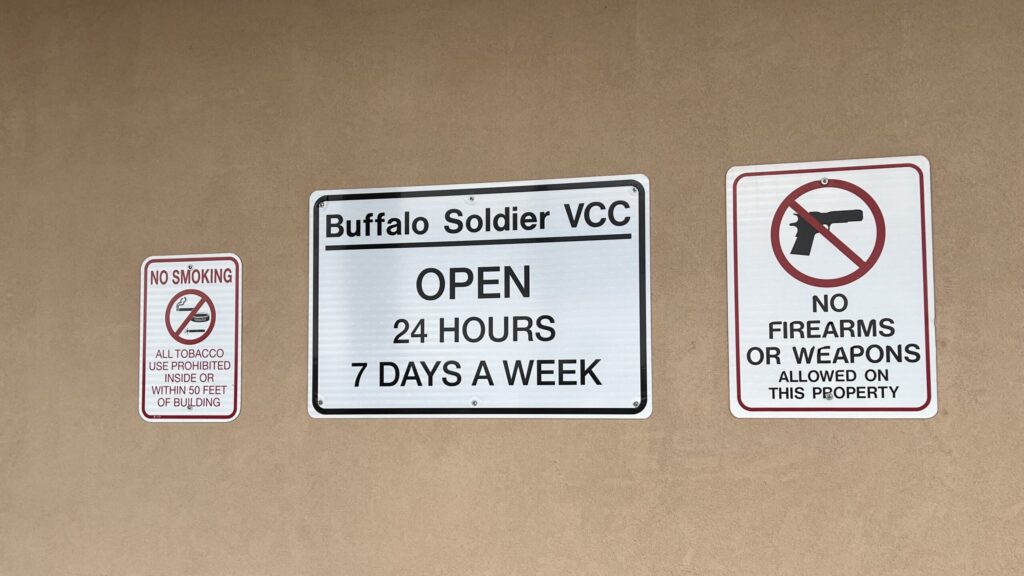 NO SMOKING
ALL TOBACCO
USE PROHIBITED
INSIDE OR
WITHIN 50 FEET
OF BUILDING
Buffalo Soldier VCC
OPEN
24 HOURS
7 DAYS A WEEK
NO
FIREARMS
OR WEAPONS
ALLOWED ON
THIS PROPERTY